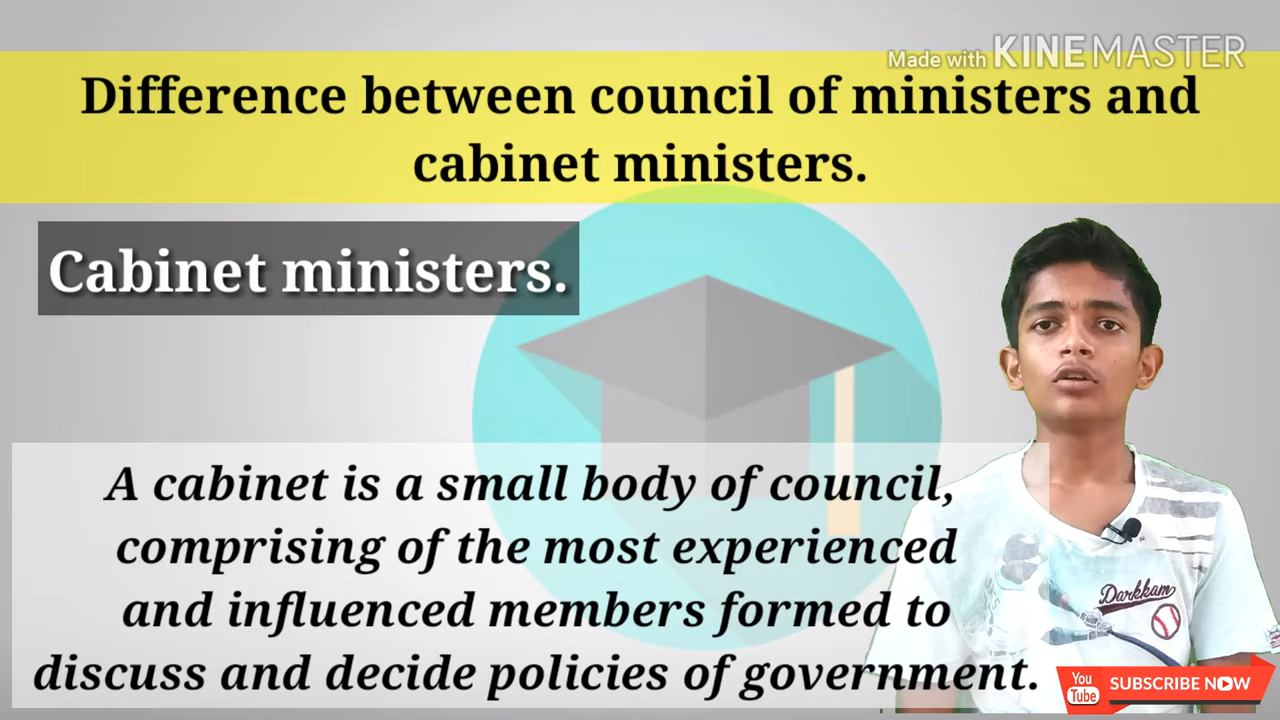 Made with KINEMASTER
Difference between council of ministers and
cabinet ministers.
Cabinet ministers.
A cabinet is a small body of council,
comprising of the most experienced
and influenced members formed to
discuss and decide policies of government.
Darkkam
You
Tube
SUBSCRIBE NOW